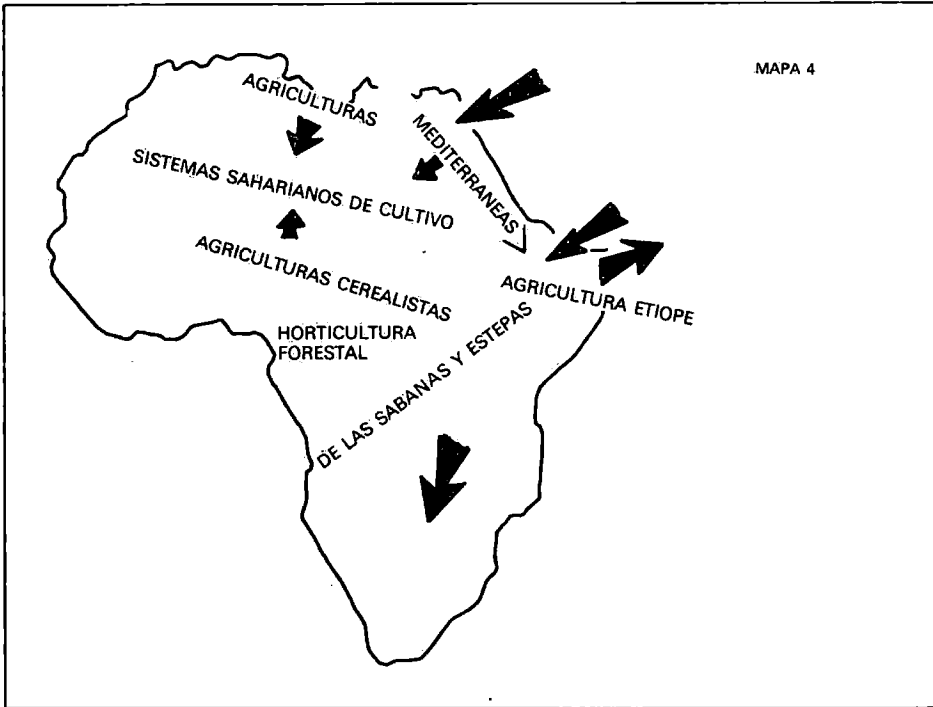 MAPA 4
AGRICULTURAS
MEDITERRANEAS
SISTEMAS SAHARIANOS DE CULTIVO
AGRICULTURAS CEREALISTAS
AGRICULTURA ETIOPE
HORTICULTURA
FORESTAL
DE LAS SABANAS Y ESTEPAS